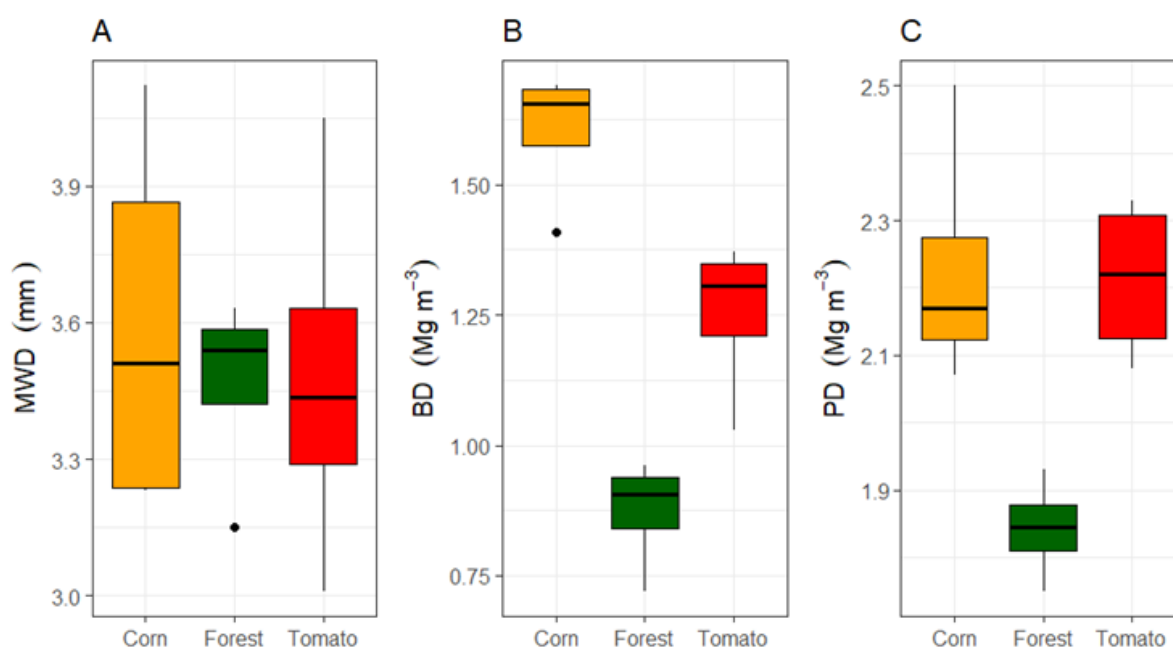 A
MWD (mm )
3.9
3.6
3.3
3.0
Corn Forest Tomato
B
BD (Mg m⁻³)
1.50
1.25
1.00
0.75
Corn Forest Tomato
C
PD (Mg m⁻³)
2.5
2.3
2.1
1.9
Corn Forest Tomato